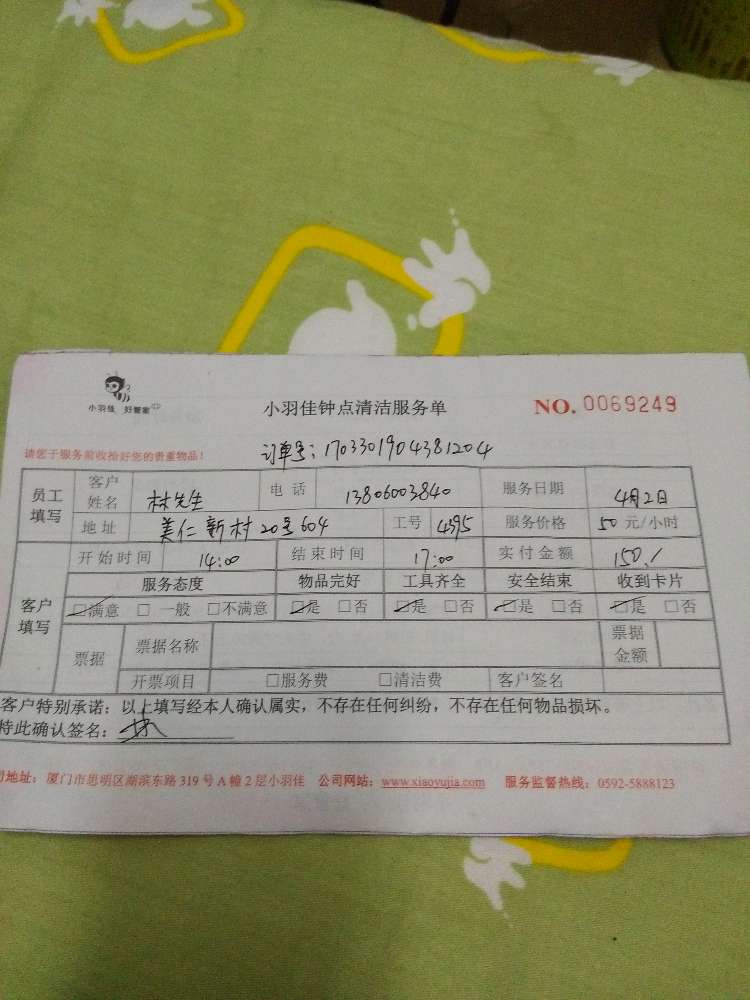 小羽佳 好管家
小羽佳钟点清洁服务单
NO. 0069249
请您于服务前收拾好您的贵重物品！
订单号：1703301904381204
员工填写 客户姓名 林先生 电话 13806003840 服务日期 4月2日
地址 美仁新村20号604 工号 4395 服务价格 50 元/小时
客户填写 开始时间 14:00 结束时间 17:00 实付金额 150./
服务态度 物品完好 工具齐全 安全结束 收到卡片
☑满意 □一般 □不满意 ☑是 □否 ☑是 □否 ☑是 □否 ☑是 □否
票据 票据名称 票据金额
开票项目 □服务费 □清洁费 客户签名
客户特别承诺：以上填写经本人确认属实，不存在任何纠纷，不存在任何物品损坏。
特此确认签名：
司地址：厦门市思明区湖滨东路319号A幢2层小羽佳 公司网站：www.xiaoyujia.com 服务监督热线：0592-5888123